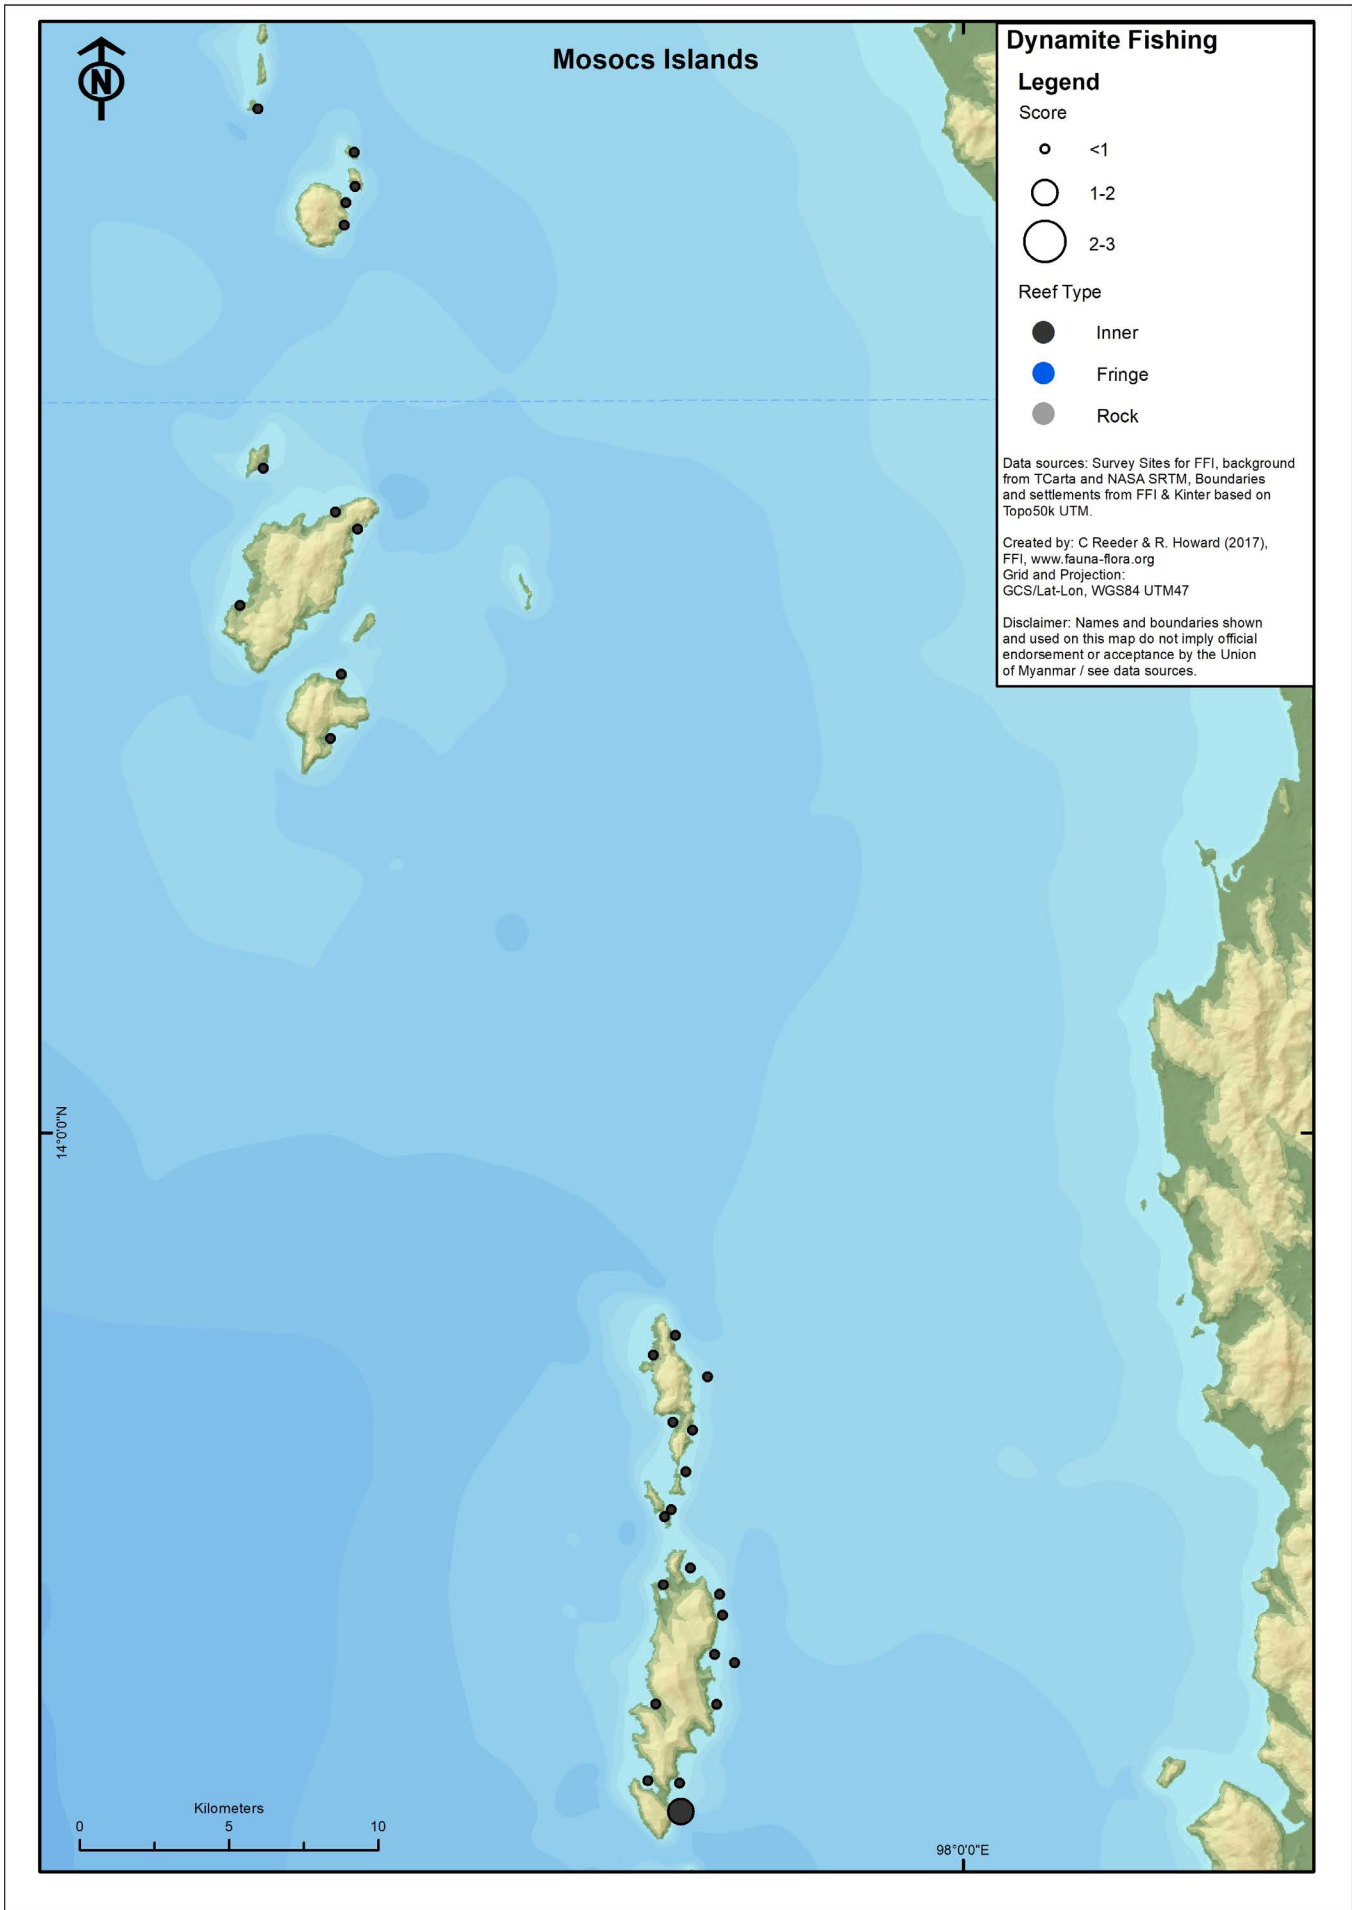 Mosocs Islands
N
Dynamite Fishing
Legend
Score
<1
1-2
2-3
Reef Type
Inner
Fringe
Rock
Data sources: Survey Sites for FFI, background
from TCarta and NASA SRTM, Boundaries
and settlements from FFI & Kinter based on
Topo50k UTM.
Created by: C Reeder & R. Howard (2017),
FFI, www.fauna-flora.org
Grid and Projection:
GCS/Lat-Lon, WGS84 UTM47
Disclaimer: Names and boundaries shown
and used on this map do not imply official
endorsement or acceptance by the Union
of Myanmar / see data sources.
14°0'0"N
Kilometers
0 5 10
98°0'0"E